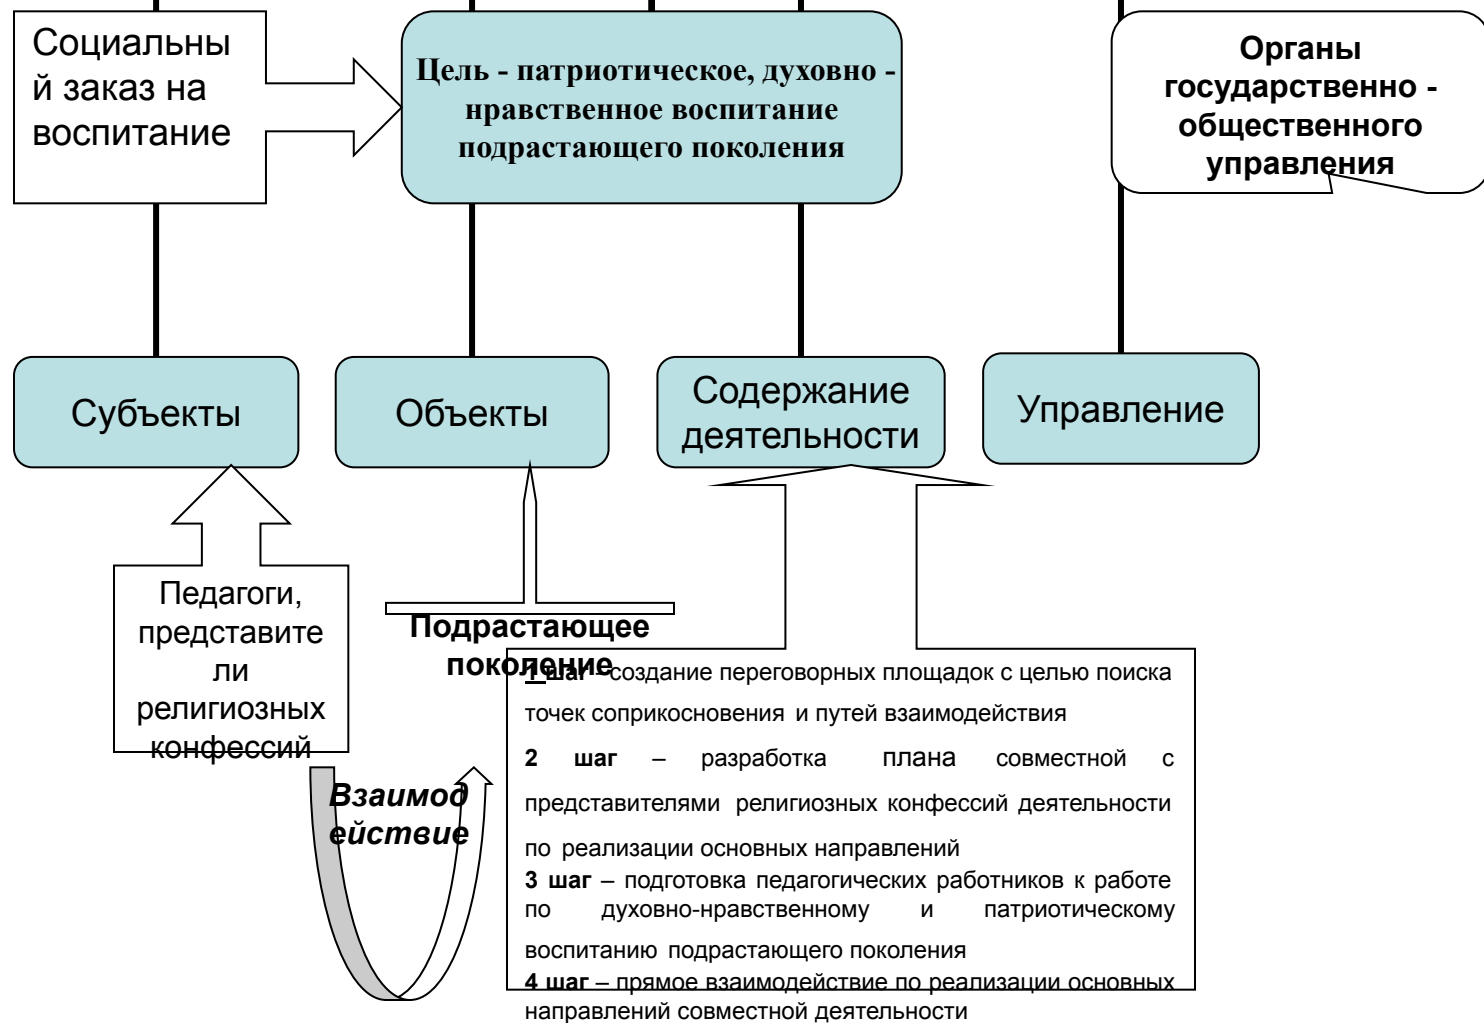 Социальны
й заказ на
воспитание
Цель - патриотическое, духовно -
нравственное воспитание
подрастающего поколения
Органы
государственно -
общественного
управления
Субъекты
Объекты
Содержание
деятельности
Управление
Педагоги,
представите
ли
религиозных
конфессий
Подрастающее
поколение
Взаимод
ействие
1 шаг – создание переговорных площадок с целью поиска
точек соприкосновения и путей взаимодействия
2 шаг – разработка плана совместной с
представителями религиозных конфессий деятельности
по реализации основных направлений
3 шаг – подготовка педагогических работников к работе
по духовно-нравственному и патриотическому
воспитанию подрастающего поколения
4 шаг – прямое взаимодействие по реализации основных
направлений совместной деятельности